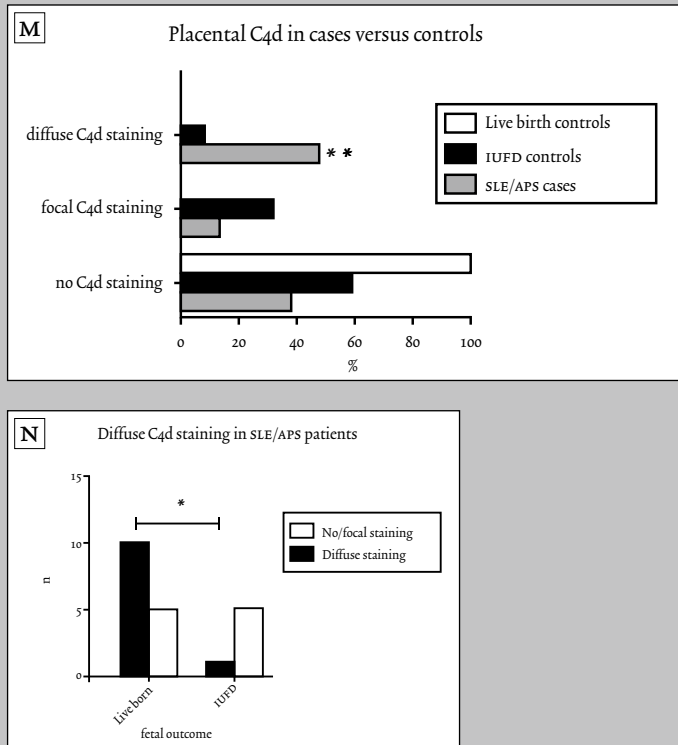 M
Placental C4d in cases versus controls
diffuse C4d staining
**
focal C4d staining
no C4d staining
Live birth controls
IUFD controls
SLE/APS cases
0 20 40 60 80 100
%
N
Diffuse C4d staining in SLE/APS patients
15
10
5
0
n
*
No/focal staining
Diffuse staining
Live born
IUFD
fetal outcome